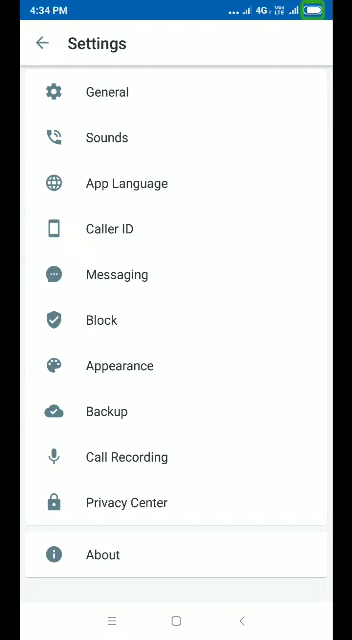 4:34 PM
4G
VoLTE
Settings
General
Sounds
App Language
Caller ID
Messaging
Block
Appearance
Backup
Call Recording
Privacy Center
About